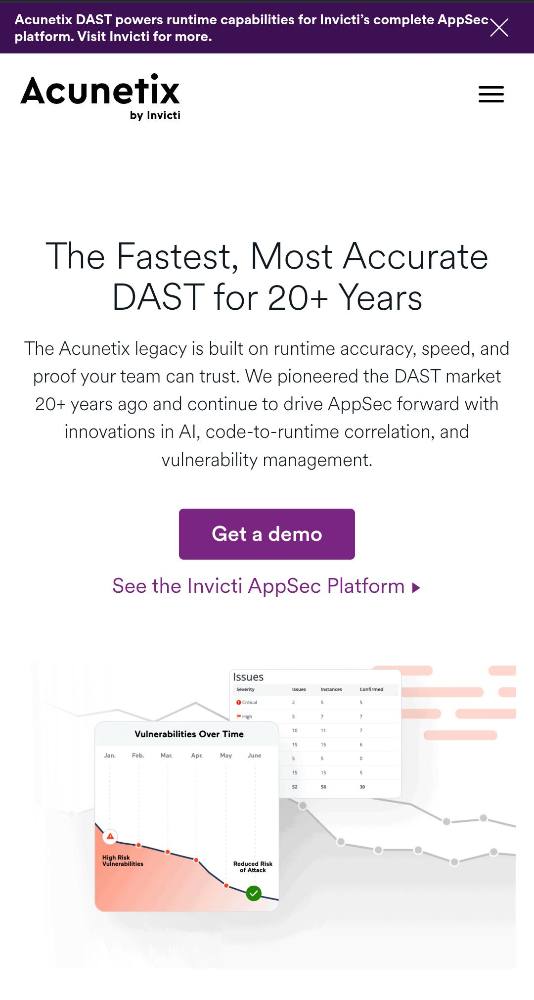 Acunetix DAST powers runtime capabilities for Invicti’s complete AppSec
platform. Visit Invicti for more.
Acunetix
by Invicti
The Fastest, Most Accurate
DAST for 20+ Years
The Acunetix legacy is built on runtime accuracy, speed, and
proof your team can trust. We pioneered the DAST market
20+ years ago and continue to drive AppSec forward with
innovations in AI, code-to-runtime correlation, and
vulnerability management.
Get a demo
See the Invicti AppSec Platform
Issues
Severity Issues Instances Confirmed
Critical 2 5 5
High 5 7 7
10 11 7
15 15 6
5 5 0
15 15 5
52 58 30
Vulnerabilities Over Time
Jan. Feb. Mar. Apr. May June
High Risk
Vulnerabilities
Reduced Risk
of Attack